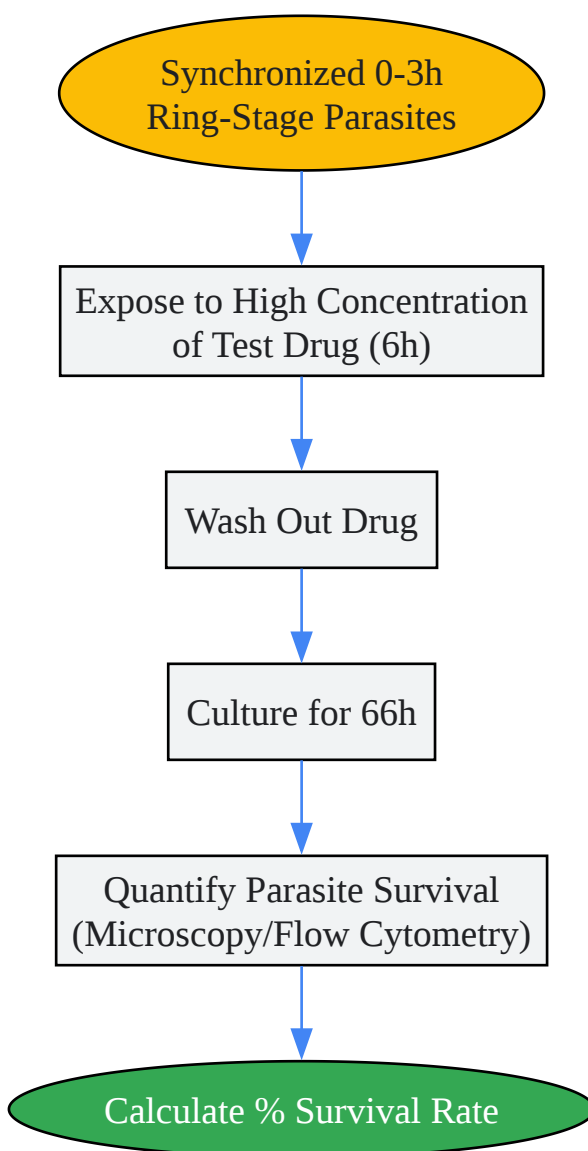 Synchronized 0-3h
Ring-Stage Parasites
Expose to High Concentration
of Test Drug (6h)
Wash Out Drug
Culture for 66h
Quantify Parasite Survival
(Microscopy/Flow Cytometry)
Calculate % Survival Rate